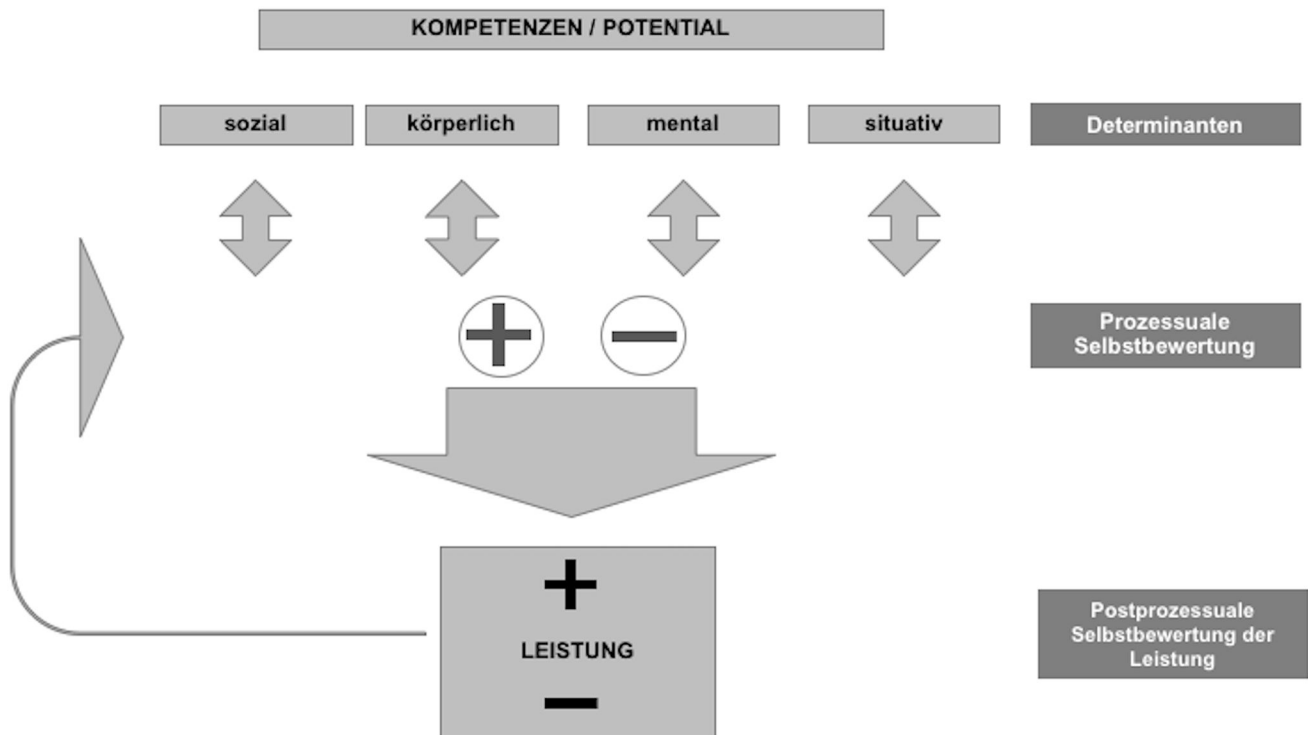 KOMPETENZEN / POTENTIAL
sozial
körperlich
mental
situativ
Determinanten
Prozessuale
Selbstbewertung
LEISTUNG
Postprozessuale
Selbstbewertung der
Leistung